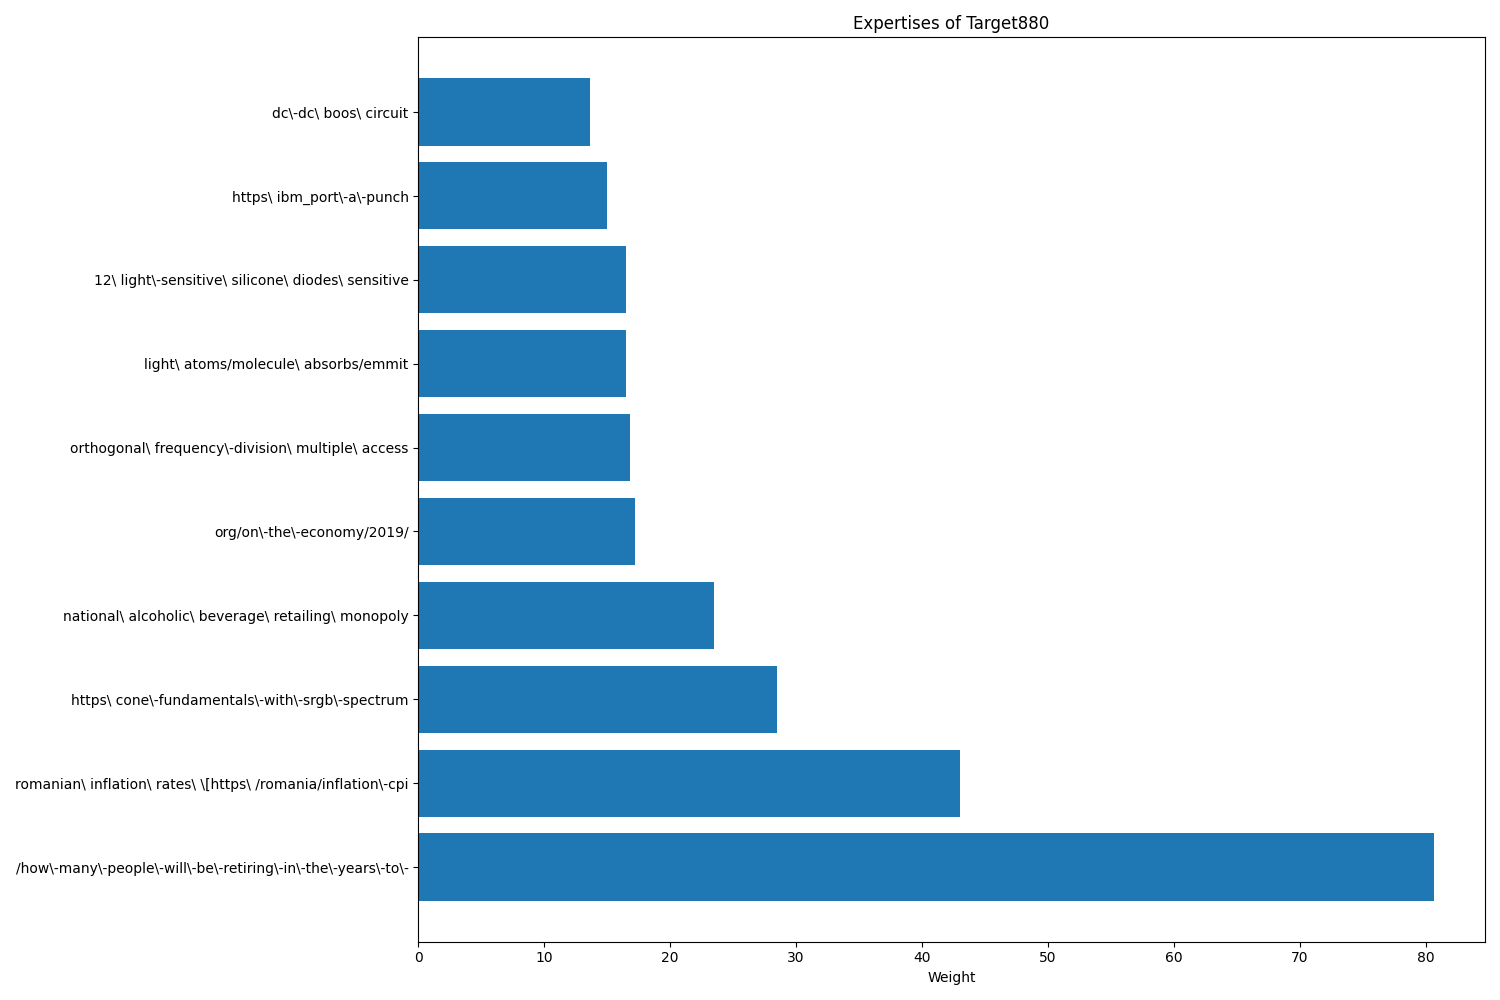 Expertises of Target880
dc\-dc\ boos\ circuit
https\ ibm_port\-a\-punch
12\ light\-sensitive\ silicone\ diodes\ sensitive
light\ atoms/molecule\ absorbs/emmit
orthogonal\ frequency\-division\ multiple\ access
org/on\-the\-economy/2019/
national\ alcoholic\ beverage\ retailing\ monopoly
https\ cone\-fundamentals\-with\-srgb\-spectrum
romanian\ inflation\ rates\ \[https\ /romania/inflation\-cpi
/how\-many\-people\-will\-be\-retiring\-in\-the\-years\-to\-
0 10 20 30 40 50 60 70 80
Weight